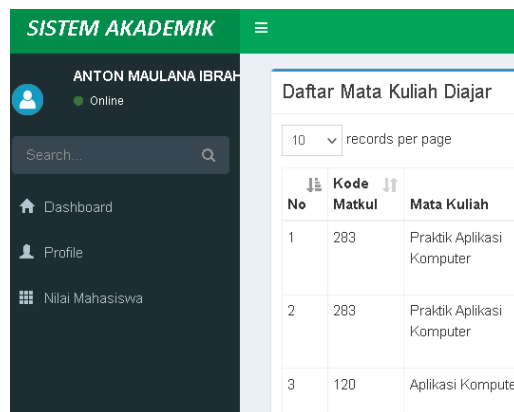 SISTEM AKADEMIK
ANTON MAULANA IBRAH
Online
Search...
Dashboard
Profile
Nilai Mahasiswa
Daftar Mata Kuliah Diajar
10 records per page
No Kode Matkul Mata Kuliah
1 283 Praktik Aplikasi
Komputer
2 283 Praktik Aplikasi
Komputer
3 120 Aplikasi Kompute